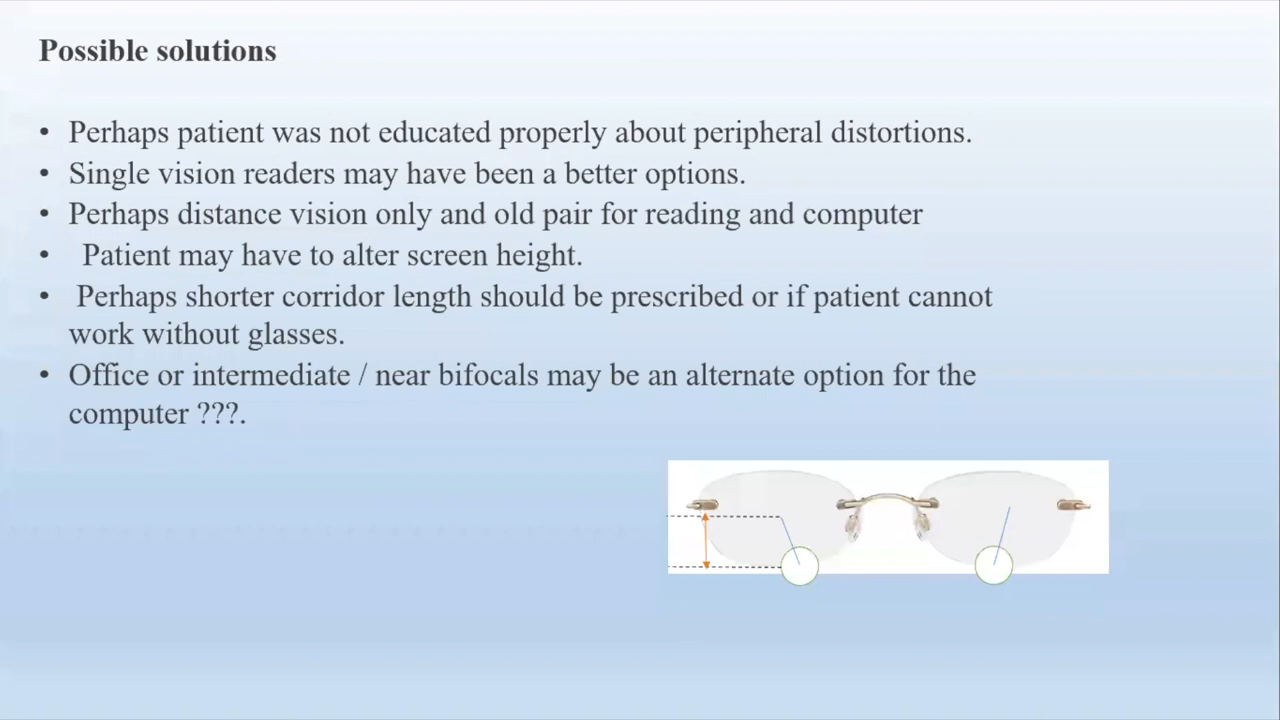 Possible solutions
• Perhaps patient was not educated properly about peripheral distortions.
• Single vision readers may have been a better options.
• Perhaps distance vision only and old pair for reading and computer
• Patient may have to alter screen height.
• Perhaps shorter corridor length should be prescribed or if patient cannot
work without glasses.
• Office or intermediate / near bifocals may be an alternate option for the
computer ???.